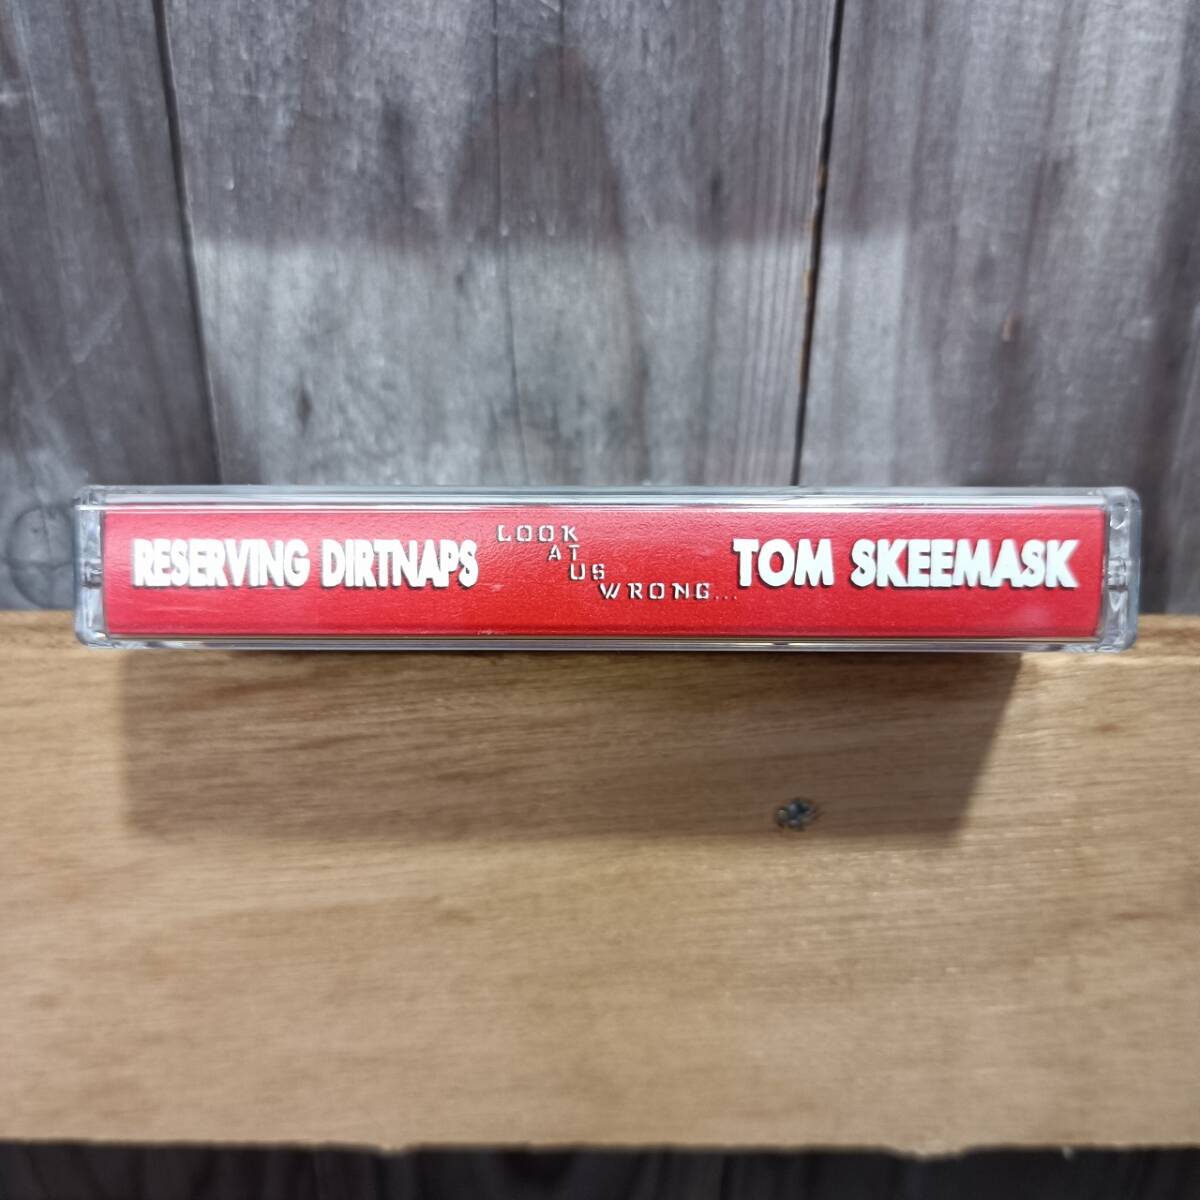 RESERVING DIRTNAPS
LOOK
AT
US
WRONG...
TOM SKEEMASK